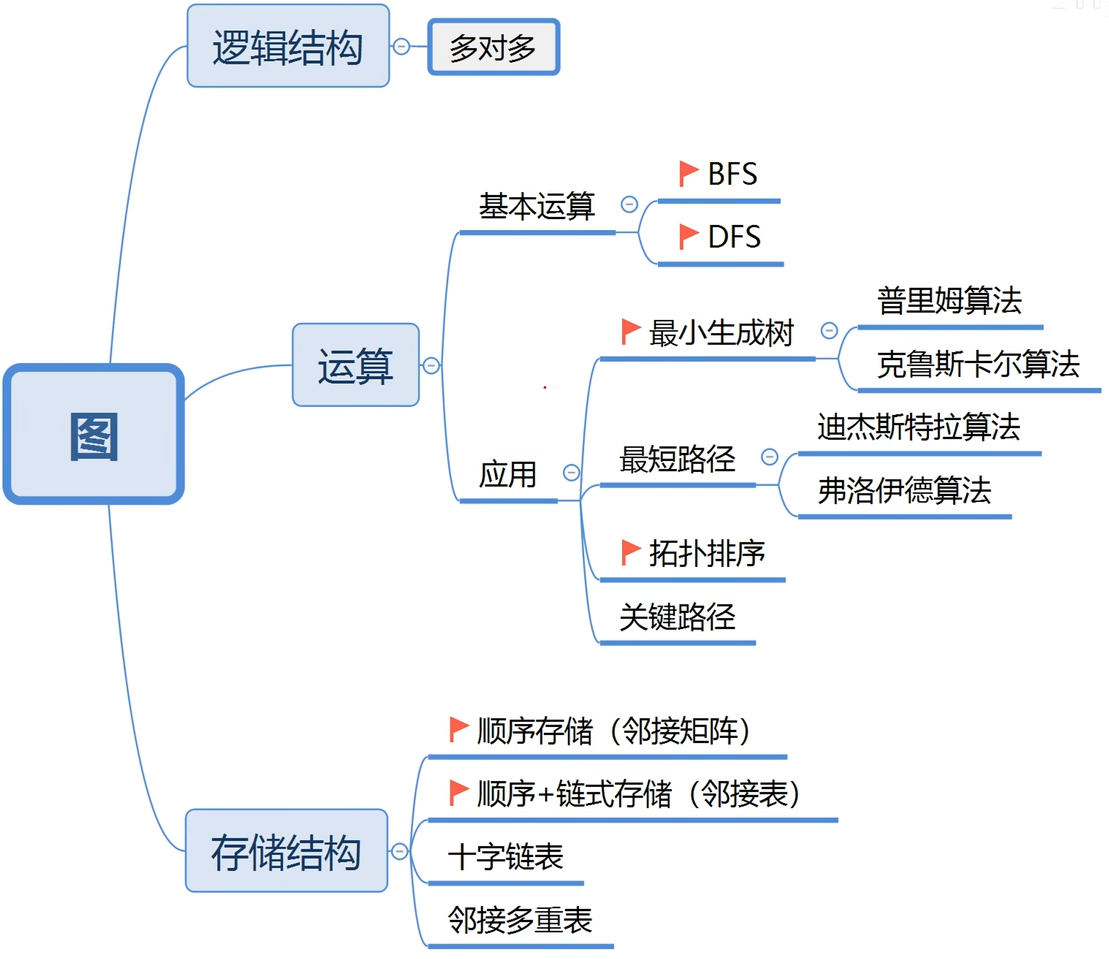 逻辑结构
多对多
BFS
基本运算
DFS
普里姆算法
最小生成树
克鲁斯卡尔算法
运算
迪杰斯特拉算法
图
最短路径
应用
弗洛伊德算法
拓扑排序
关键路径
顺序存储（邻接矩阵）
顺序+链式存储（邻接表）
存储结构
十字链表
邻接多重表